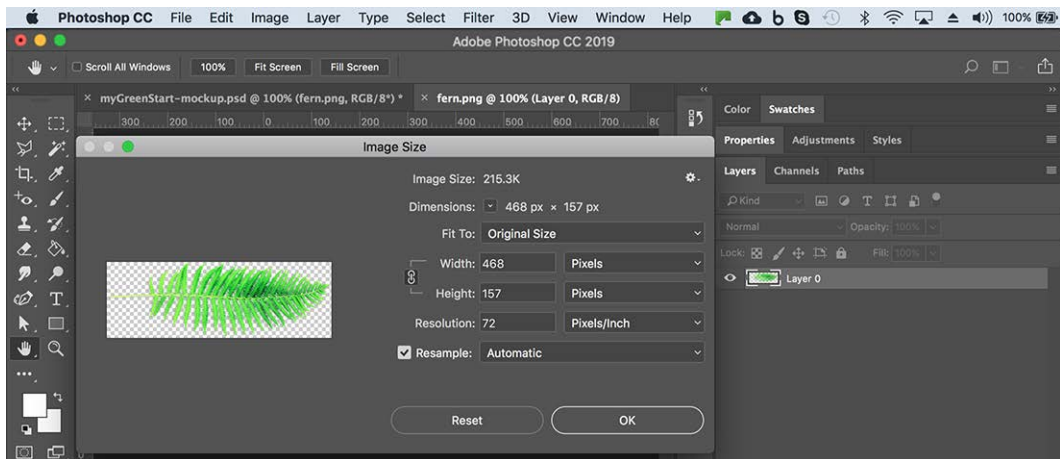 Photoshop CC File Edit Image Layer Type Select Filter 3D View Window Help 100%
Adobe Photoshop CC 2019
Scroll All Windows 100% Fit Screen Fill Screen
× myGreenStart-mockup.psd @ 100% (fern.png, RGB/8*) * × fern.png @ 100% (Layer 0, RGB/8)
300 200 100 0 100 200 300 400 500 600 700
Color Swatches
Properties Adjustments Styles
Layers Channels Paths
Kind
Normal Opacity: 100%
Lock: Fill: 100%
Layer 0
Image Size
Image Size: 215.3K
Dimensions: 468 px × 157 px
Fit To: Original Size
Width: 468 Pixels
Height: 157 Pixels
Resolution: 72 Pixels/Inch
Resample: Automatic
Reset OK